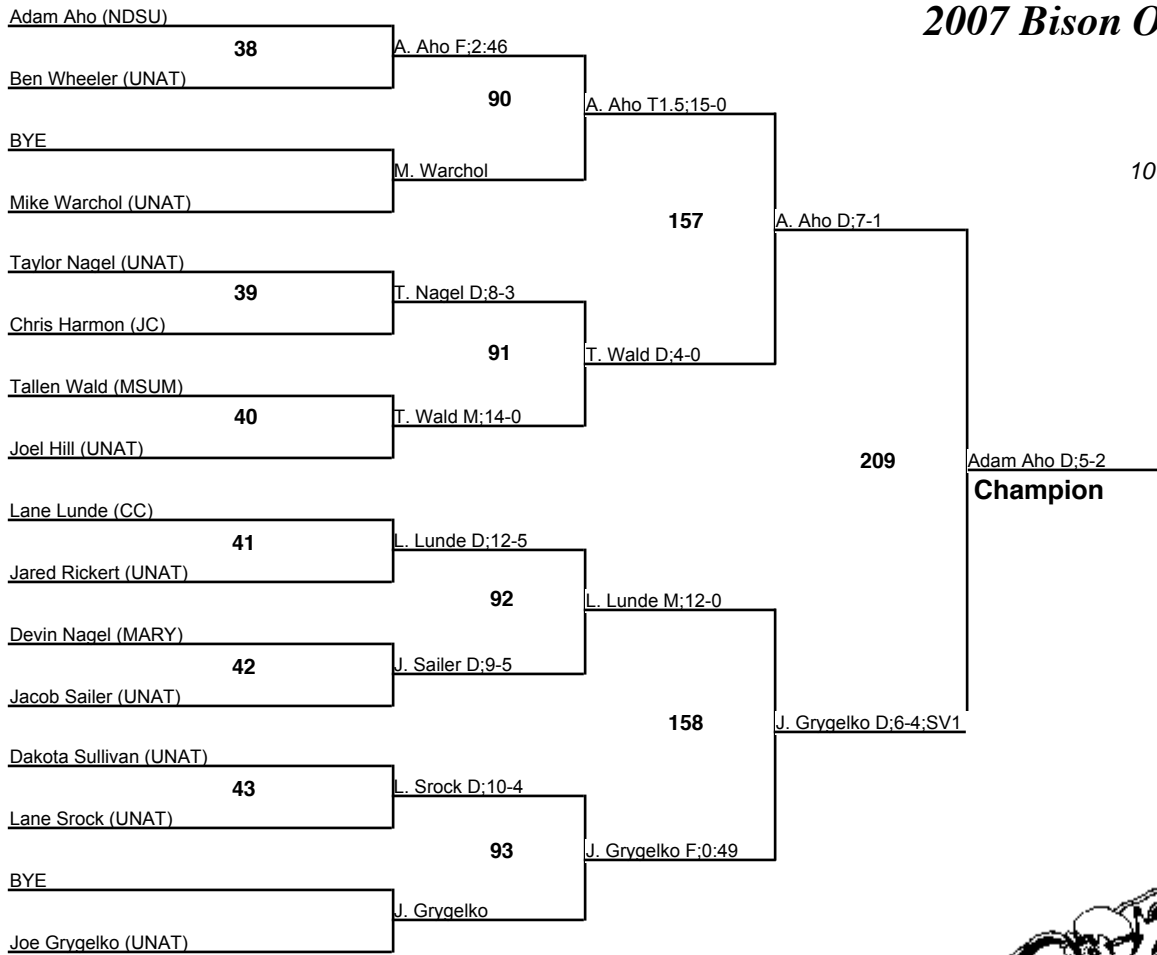 2007 Bison O
10
Adam Aho (NDSU)
38
Ben Wheeler (UNAT)
A. Aho F;2:46
BYE
Mike Warchol (UNAT)
M. Warchol
90
A. Aho T1.5;15-0
Taylor Nagel (UNAT)
39
Chris Harmon (JC)
T. Nagel D;8-3
Tallen Wald (MSUM)
40
Joel Hill (UNAT)
T. Wald M;14-0
91
T. Wald D;4-0
157
A. Aho D;7-1
Lane Lunde (CC)
41
Jared Rickert (UNAT)
L. Lunde D;12-5
Devin Nagel (MARY)
42
Jacob Sailer (UNAT)
J. Sailer D;9-5
92
L. Lunde M;12-0
Dakota Sullivan (UNAT)
43
Lane Srock (UNAT)
L. Srock D;10-4
BYE
Joe Grygelko (UNAT)
J. Grygelko
93
J. Grygelko F;0:49
158
J. Grygelko D;6-4;SV1
209
Adam Aho D;5-2
Champion